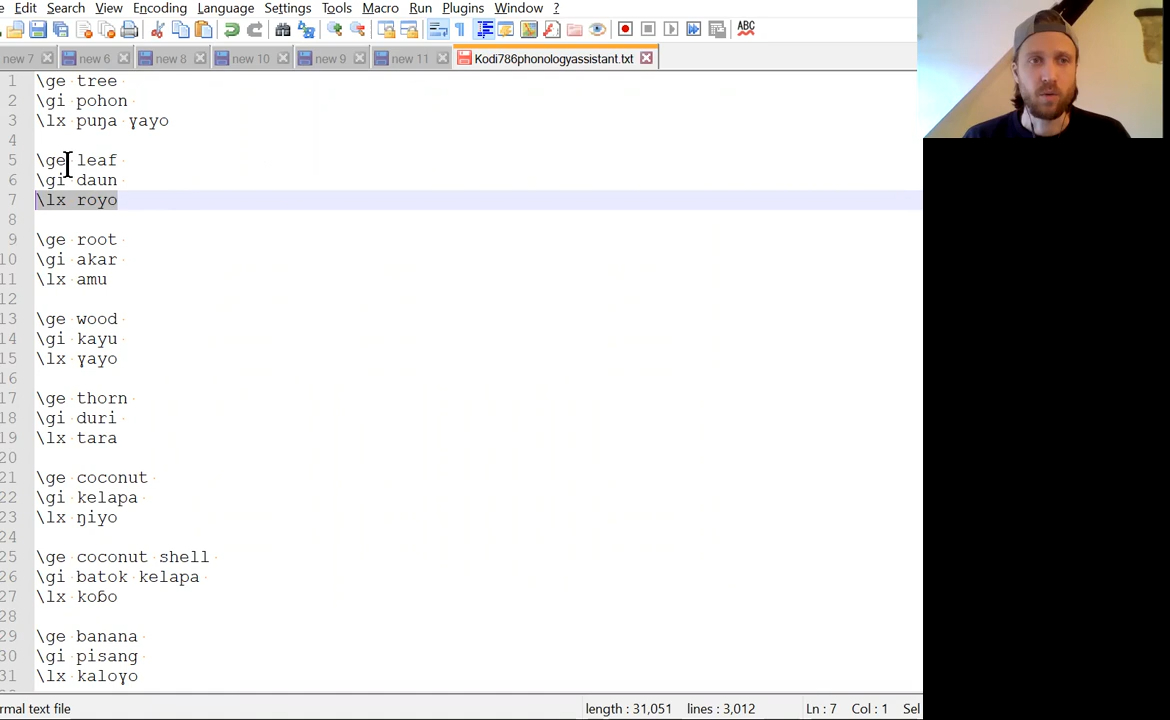 Edit Search View Encoding Language Settings Tools Macro Run Plugins Window ?
ABC
new 7 new 6 new 8 new 10 new 9 new 11 Kodi786phonologyassistant.txt
1 \ge tree
2 \gi pohon
3 \lx puŋa ɣayo
4
5 \ge leaf
6 \gi daun
7 \lx royo
8
9 \ge root
10 \gi akar
11 \lx amu
12
13 \ge wood
14 \gi kayu
15 \lx ɣayo
16
17 \ge thorn
18 \gi duri
19 \lx tara
20
21 \ge coconut
22 \gi kelapa
23 \lx ŋiyo
24
25 \ge coconut shell
26 \gi batok kelapa
27 \lx koɓo
28
29 \ge banana
30 \gi pisang
31 \lx kaloɣo
rmal text file length : 31,051 lines : 3,012 Ln : 7 Col : 1 Sel